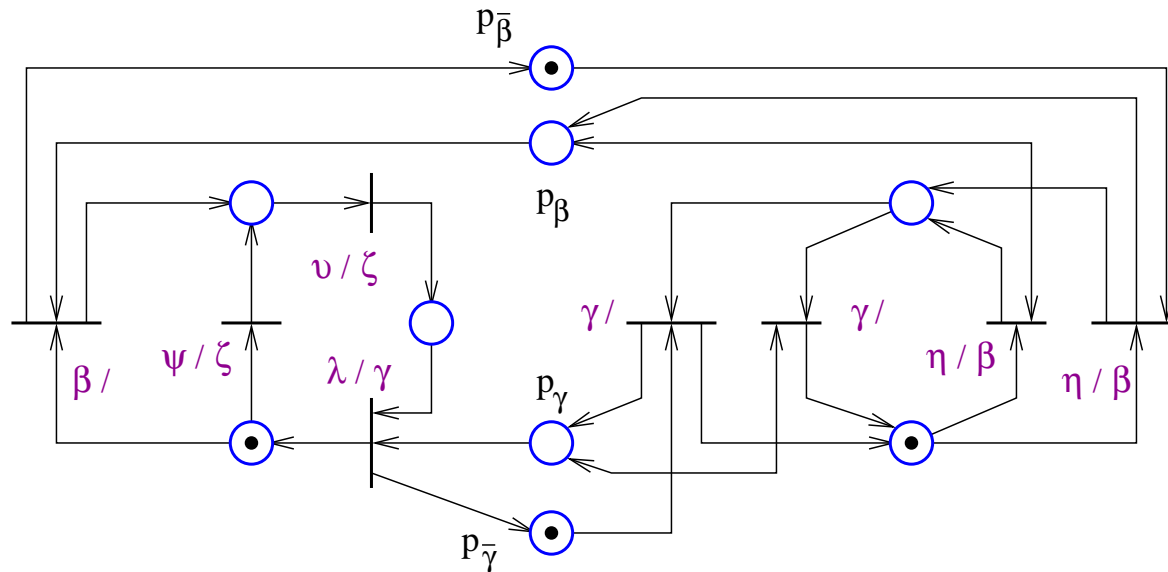 p_β̄
p_β
υ / ζ
γ /
γ /
β /
ψ / ζ
λ / γ
p_γ
η / β
η / β
p_γ̄